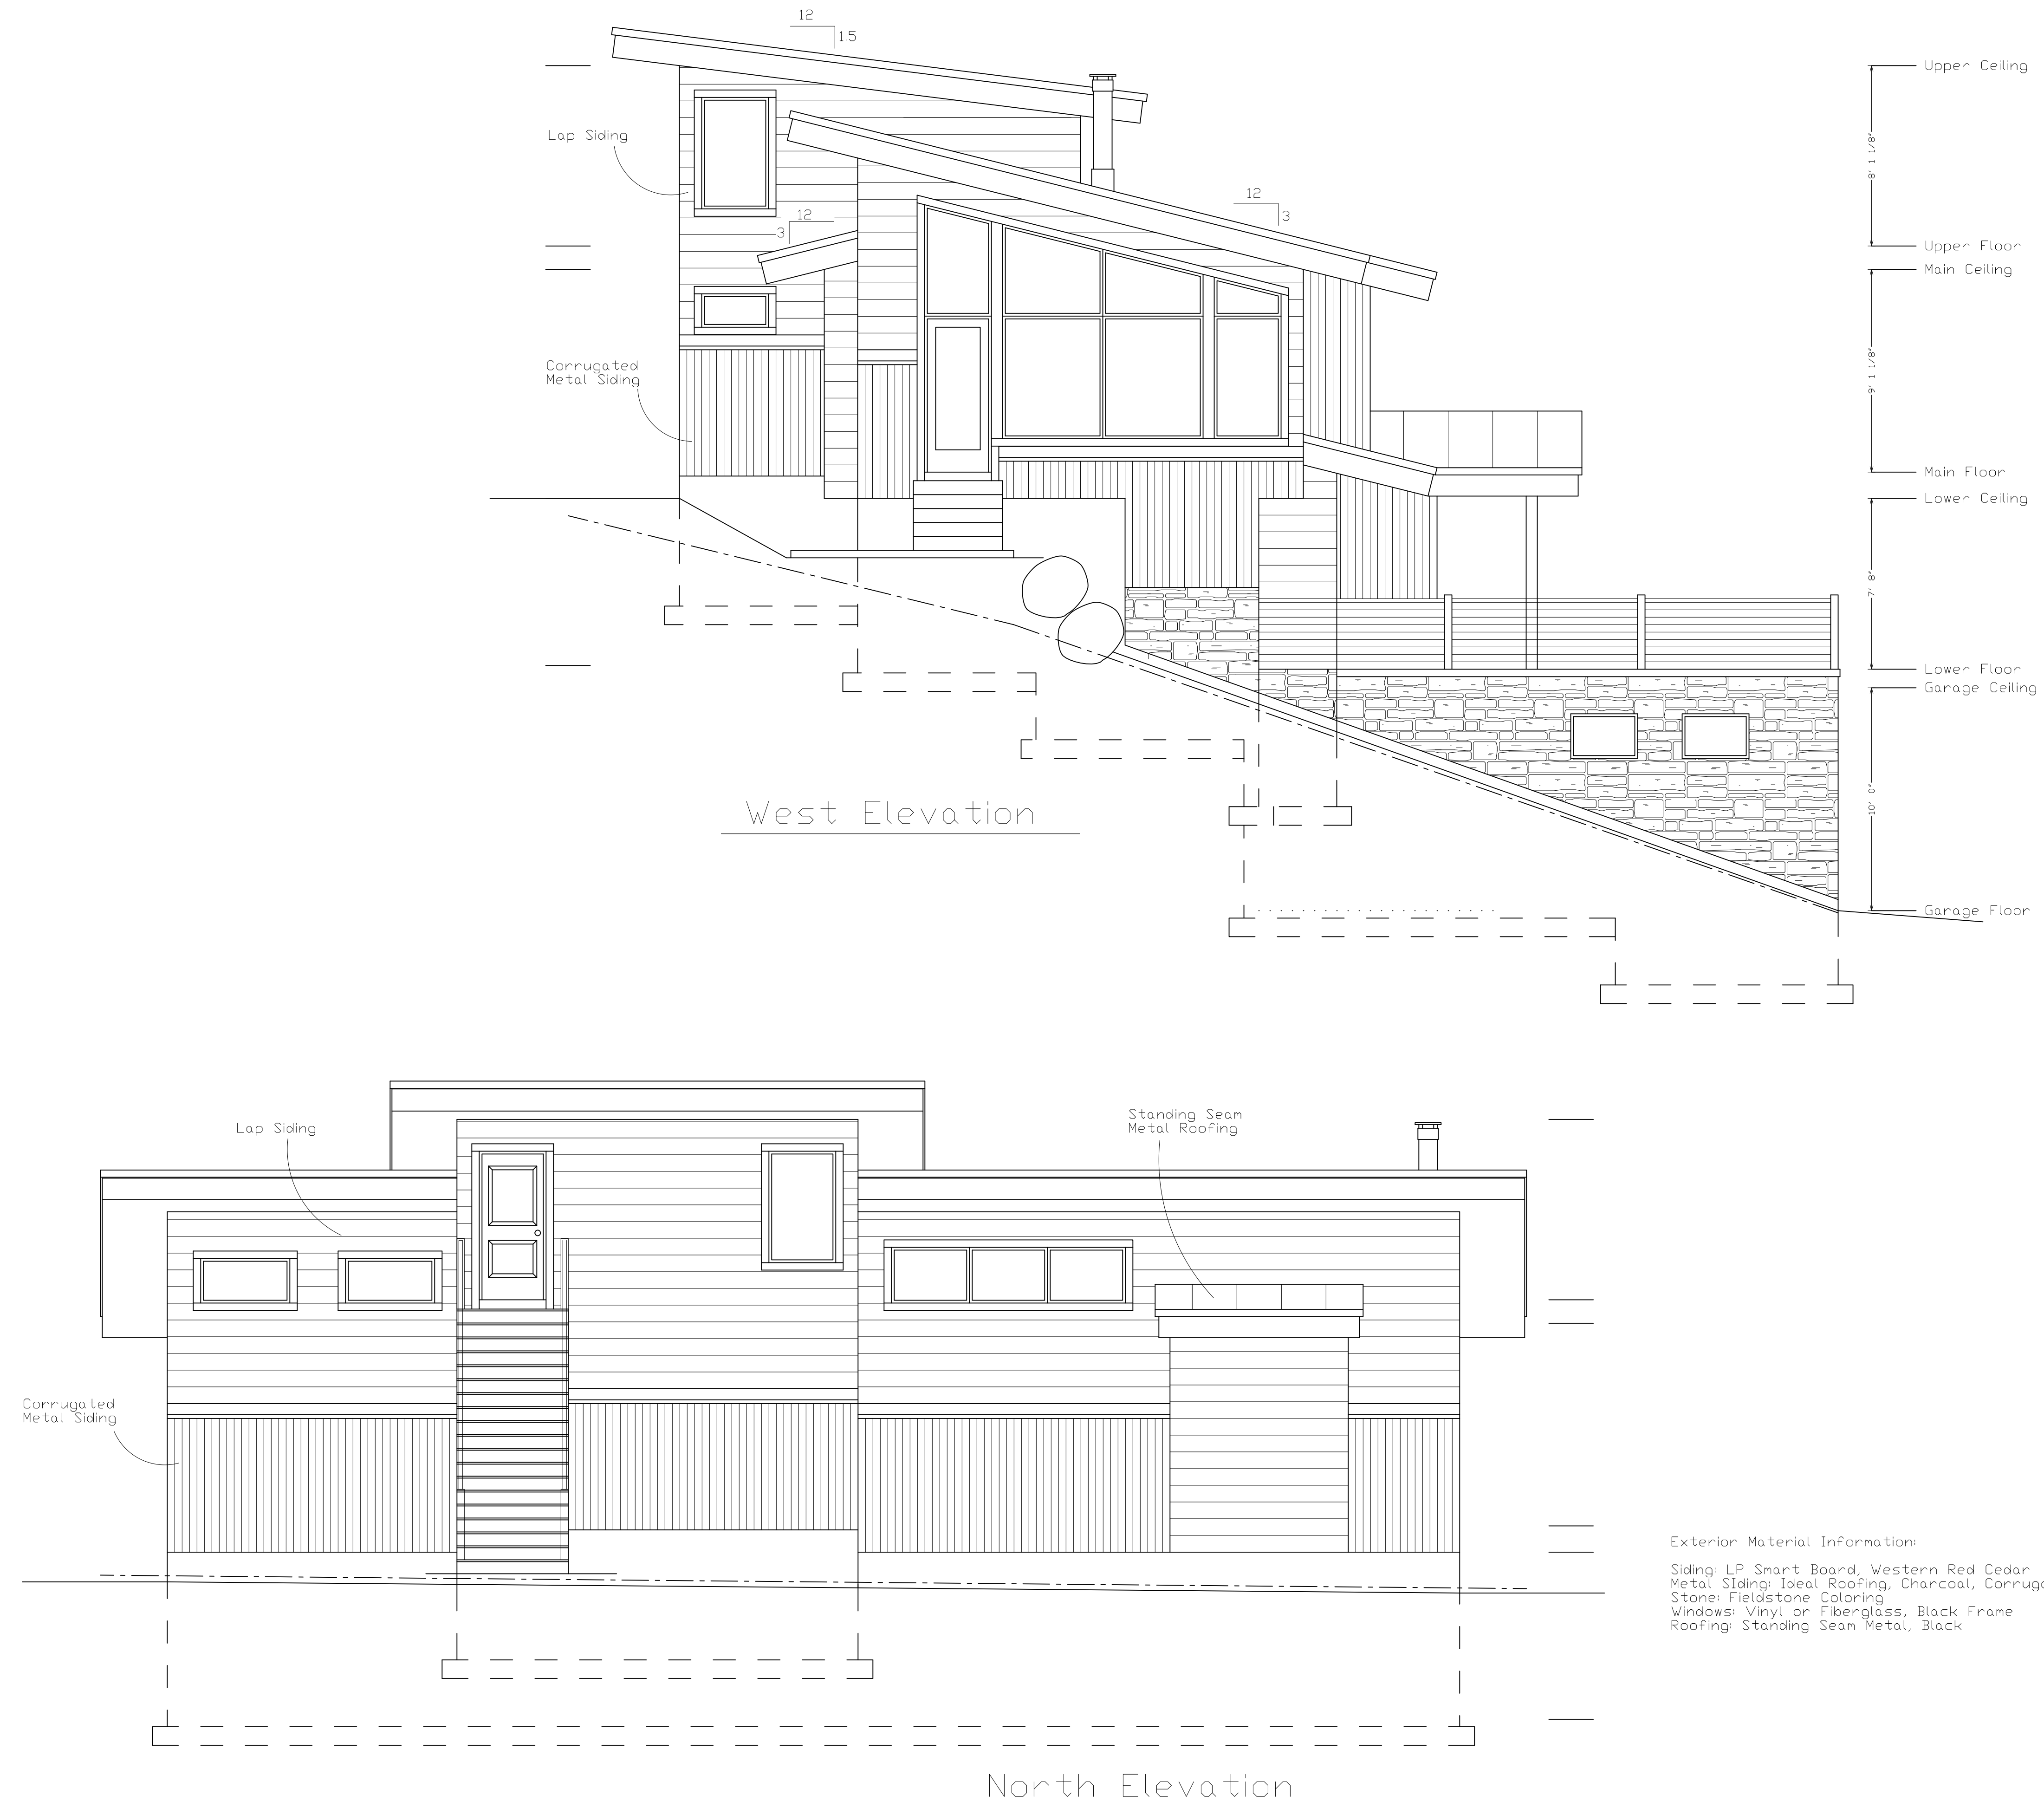 12
1.5
Upper Ceiling
Lap Siding
8' 1 1/8"
12
3
12
3
Upper Floor
Main Ceiling
Corrugated
Metal Siding
9' 1 1/8"
Main Floor
Lower Ceiling
7' 8"
Lower Floor
Garage Ceiling
10' 0"
West Elevation
Garage Floor
Standing Seam
Metal Roofing
Lap Siding
Corrugated
Metal Siding
Exterior Material Information:
Siding: LP Smart Board, Western Red Cedar
Metal SIding: Ideal Roofing, Charcoal,
Stone: Fieldstone Coloring
Windows: Vinyl or Fiberglass, Black Frame
Roofing: Standing Seam Metal, Black
North Elevation